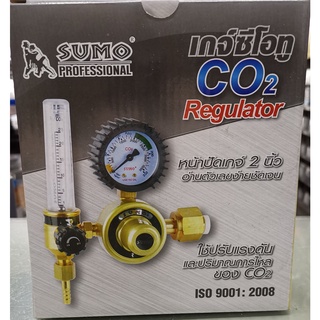 SUMO
PROFESSIONAL
เกจ์ซีโอทู
CO2
Regulator
หน้าปัดเกจ์ 2 นิ้ว
อ่านตัวเลขง่ายชัดเจน
ใช้ปรับแรงดัน
และปริมาณการไหล
ของ CO2
ISO 9001: 2008